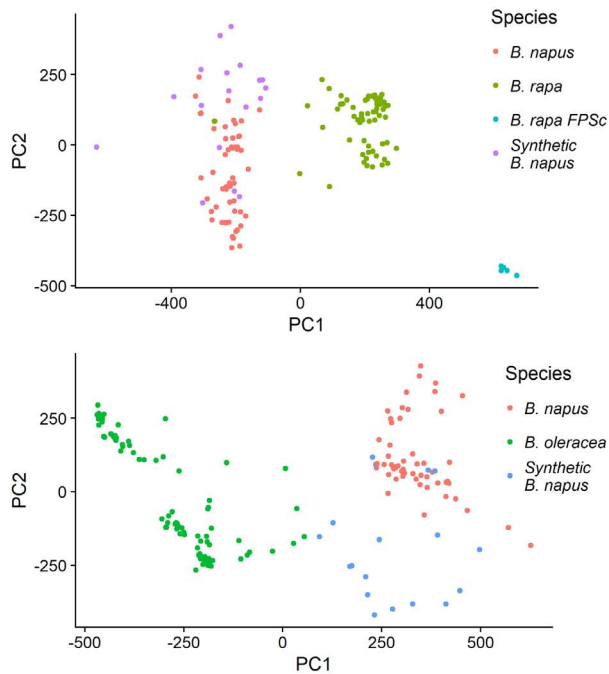 Species
B. napus
B. rapa
B. rapa FPSc
Synthetic
B. napus
PC2
250
0
-250
-500
-400
0
400
PC1
Species
B. napus
B. oleracea
Synthetic
B. napus
PC2
250
0
-250
-500
-250
0
250
500
PC1